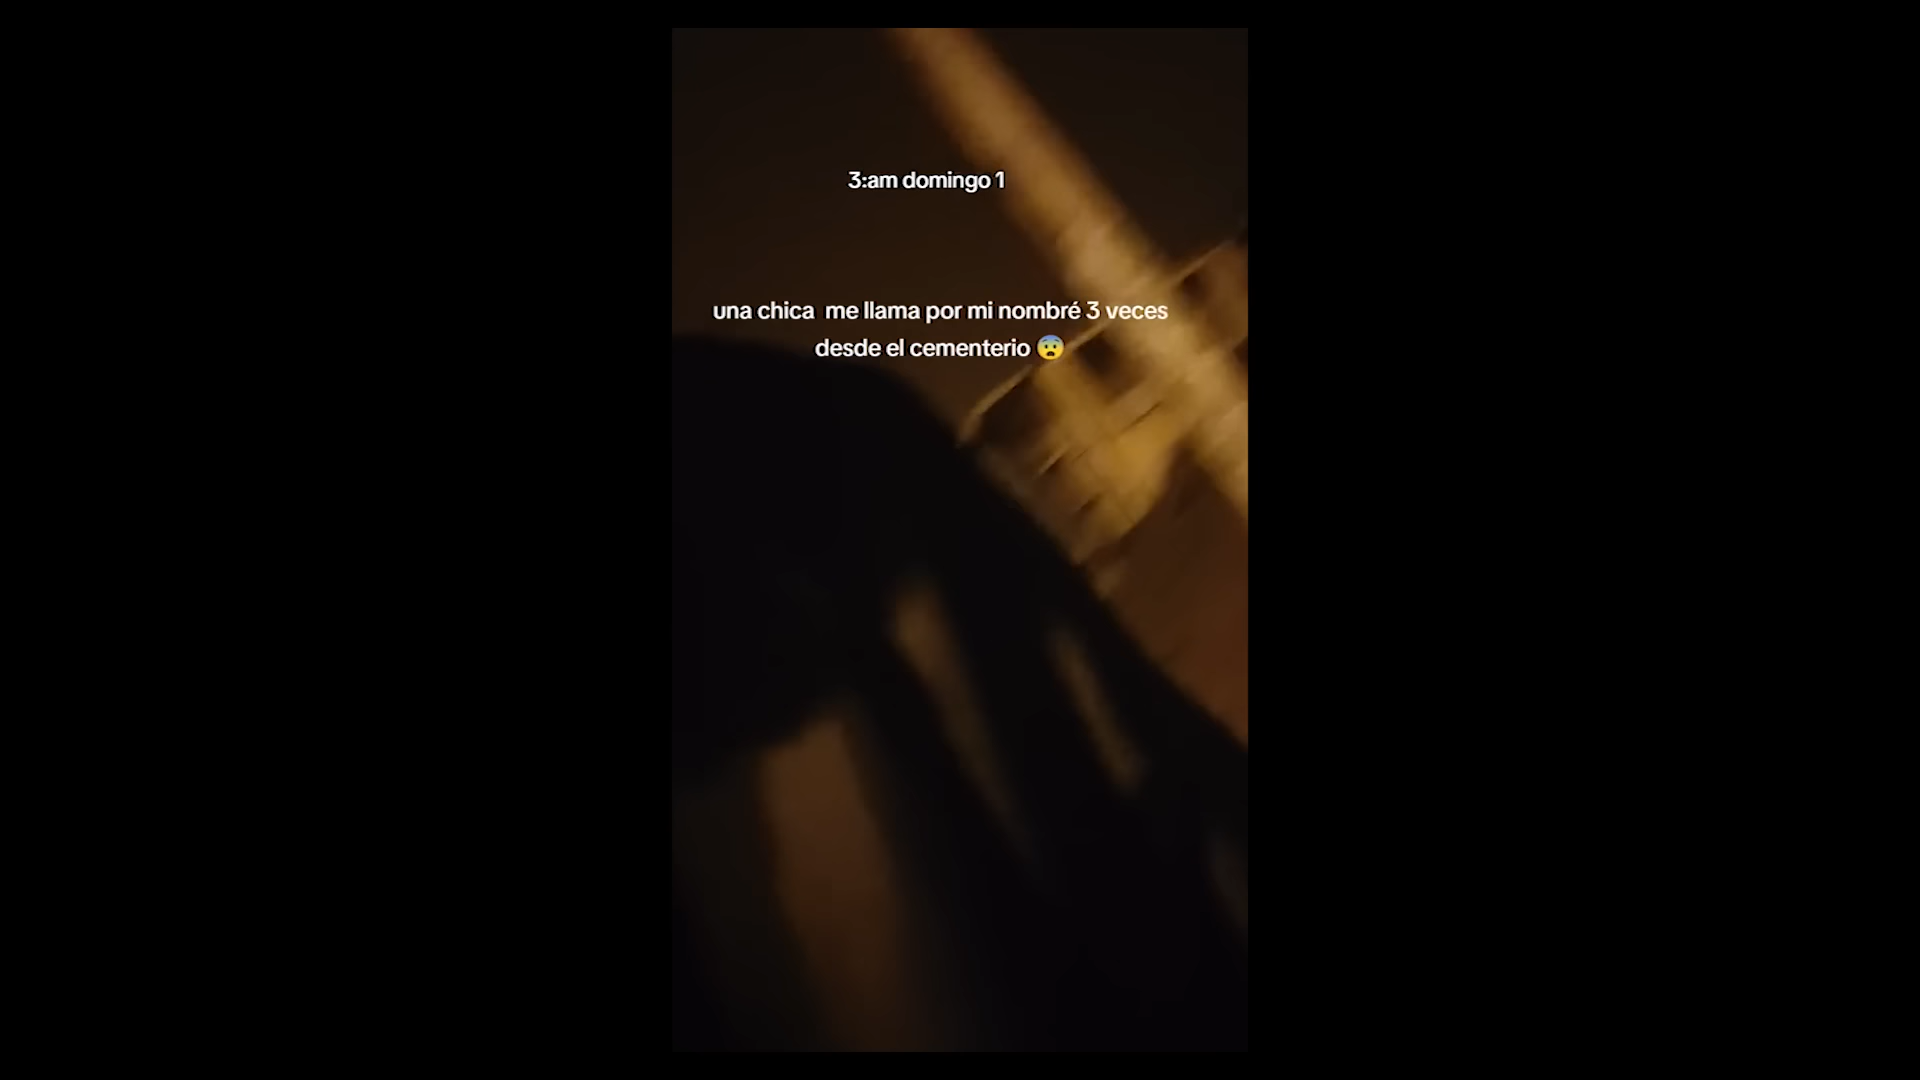 3:am domingo 1
una chica  me llama por mi nombré 3 veces
desde el cementerio 😨